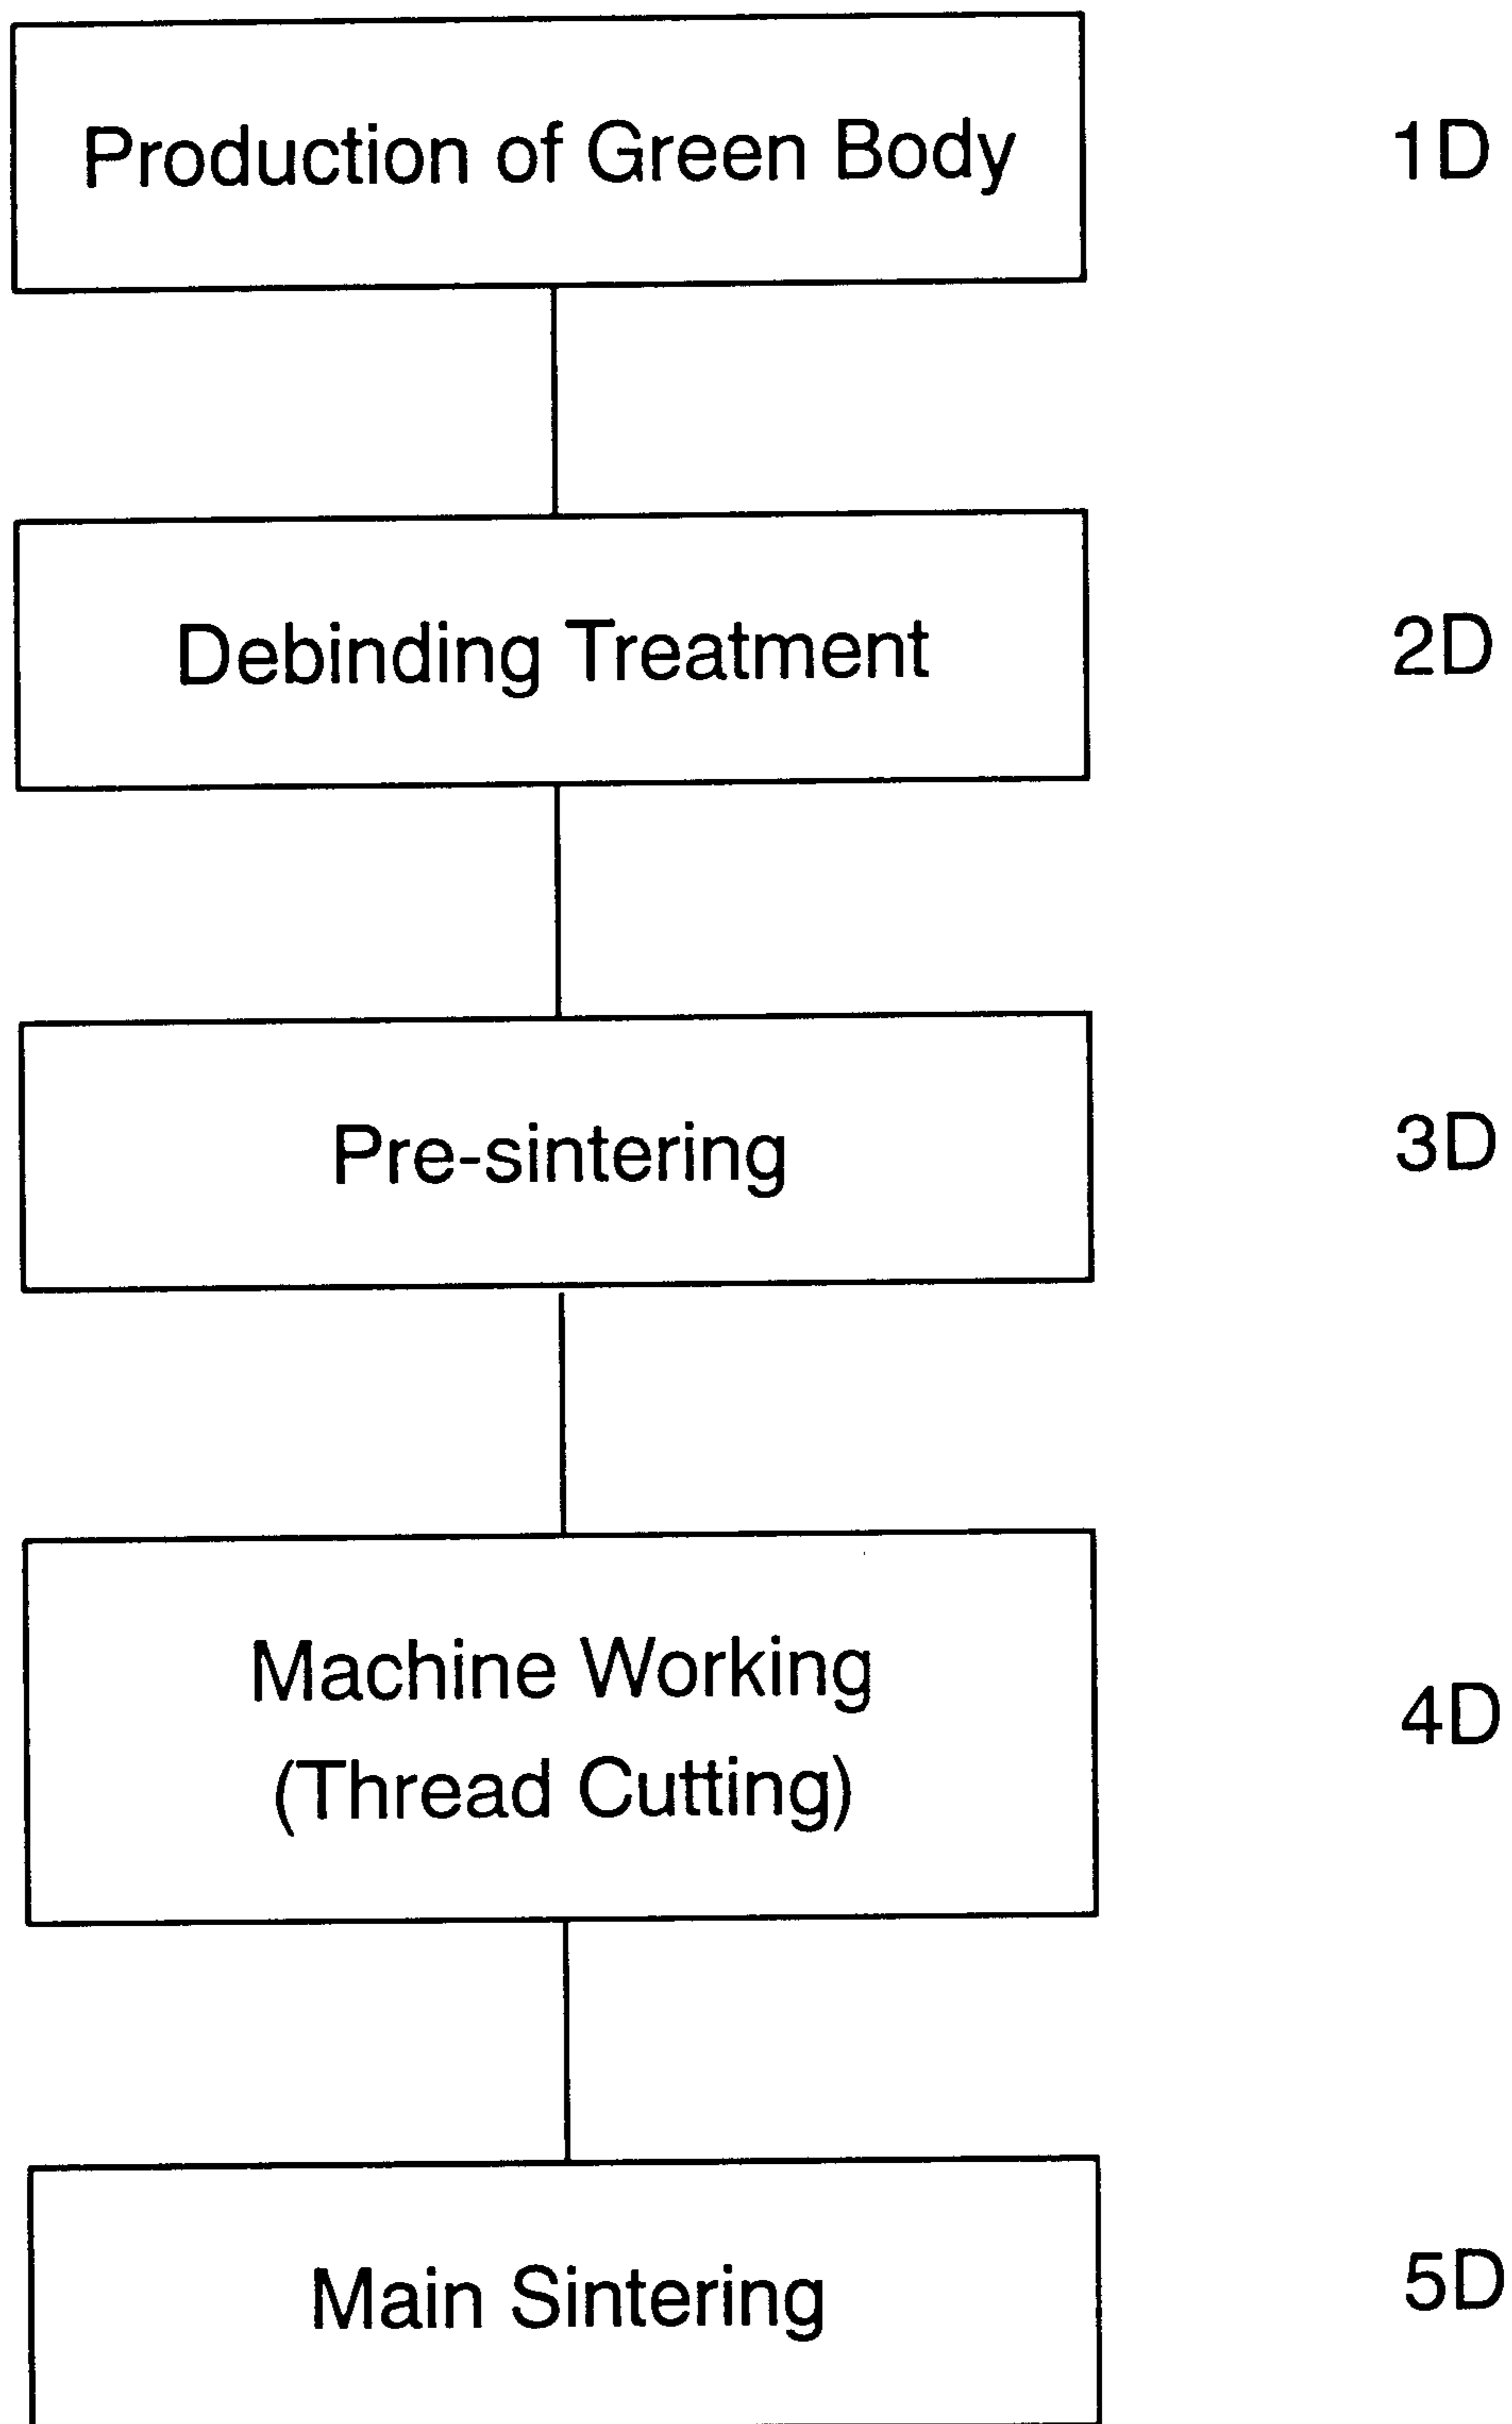 Production of Green Body 1D
Debinding Treatment 2D
Pre-sintering 3D
Machine Working
(Thread Cutting) 4D
Main Sintering 5D